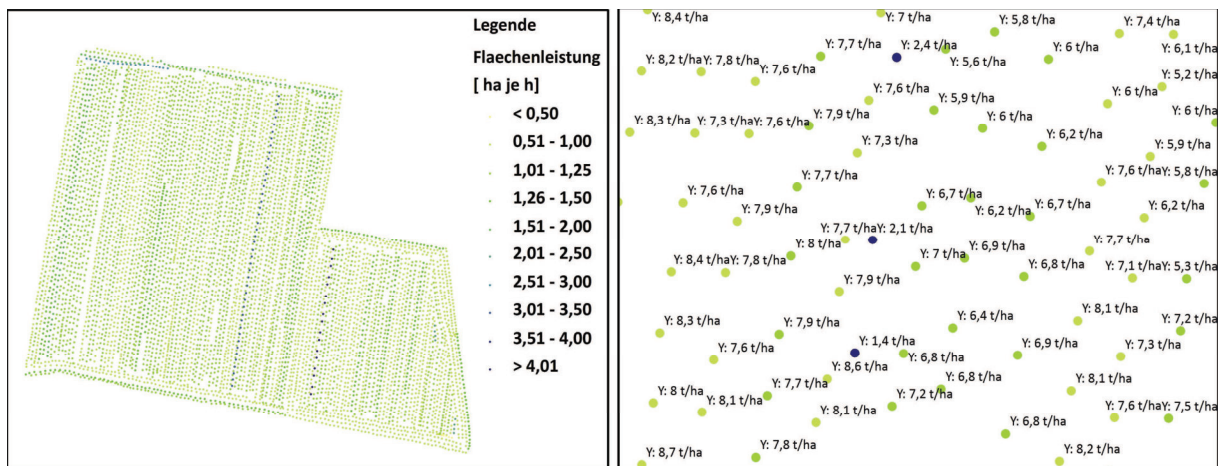 Legende
Flaechenleistung
[ ha je h]
< 0,50
0,51 - 1,00
1,01 - 1,25
1,26 - 1,50
1,51 - 2,00
2,01 - 2,50
2,51 - 3,00
3,01 - 3,50
3,51 - 4,00
> 4,01
Y: 8,4 t/ha
Y: 7 t/ha
Y: 5,8 t/ha
Y: 7,4 t/ha
Y: 7,7 t/ha
Y: 2,4 t/ha
Y: 6 t/ha
Y: 6,1 t/ha
Y: 8,2 t/ha
Y: 7,8 t/ha
Y: 5,6 t/ha
Y: 7,6 t/ha
Y: 5,2 t/ha
Y: 7,6 t/ha
Y: 5,9 t/ha
Y: 6 t/ha
Y: 6 t/ha
Y: 8,3 t/ha
Y: 7,3 t/ha
Y: 7,6 t/ha
Y: 7,9 t/ha
Y: 6 t/ha
Y: 6,2 t/ha
Y: 7,3 t/ha
Y: 5,9 t/ha
Y: 7,7 t/ha
Y: 7,6 t/ha
Y: 5,8 t/ha
Y: 7,6 t/ha
Y: 6,7 t/ha
Y: 7,9 t/ha
Y: 6,2 t/ha
Y: 6,7 t/ha
Y: 6,2 t/ha
Y: 7,7 t/ha
Y: 2,1 t/ha
Y: 8,4 t/ha
Y: 7,8 t/ha
Y: 8 t/ha
Y: 7 t/ha
Y: 6,9 t/ha
Y: 7,7 t/ha
Y: 6,8 t/ha
Y: 7,1 t/ha
Y: 5,3 t/ha
Y: 7,9 t/ha
Y: 8,3 t/ha
Y: 7,9 t/ha
Y: 6,4 t/ha
Y: 8,1 t/ha
Y: 7,2 t/ha
Y: 7,6 t/ha
Y: 1,4 t/ha
Y: 6,8 t/ha
Y: 6,9 t/ha
Y: 7,3 t/ha
Y: 8,6 t/ha
Y: 8 t/ha
Y: 8,1 t/ha
Y: 7,7 t/ha
Y: 7,2 t/ha
Y: 6,8 t/ha
Y: 8,1 t/ha
Y: 8,1 t/ha
Y: 6,8 t/ha
Y: 7,6 t/ha
Y: 7,5 t/ha
Y: 8,7 t/ha
Y: 7,8 t/ha
Y: 8,2 t/ha